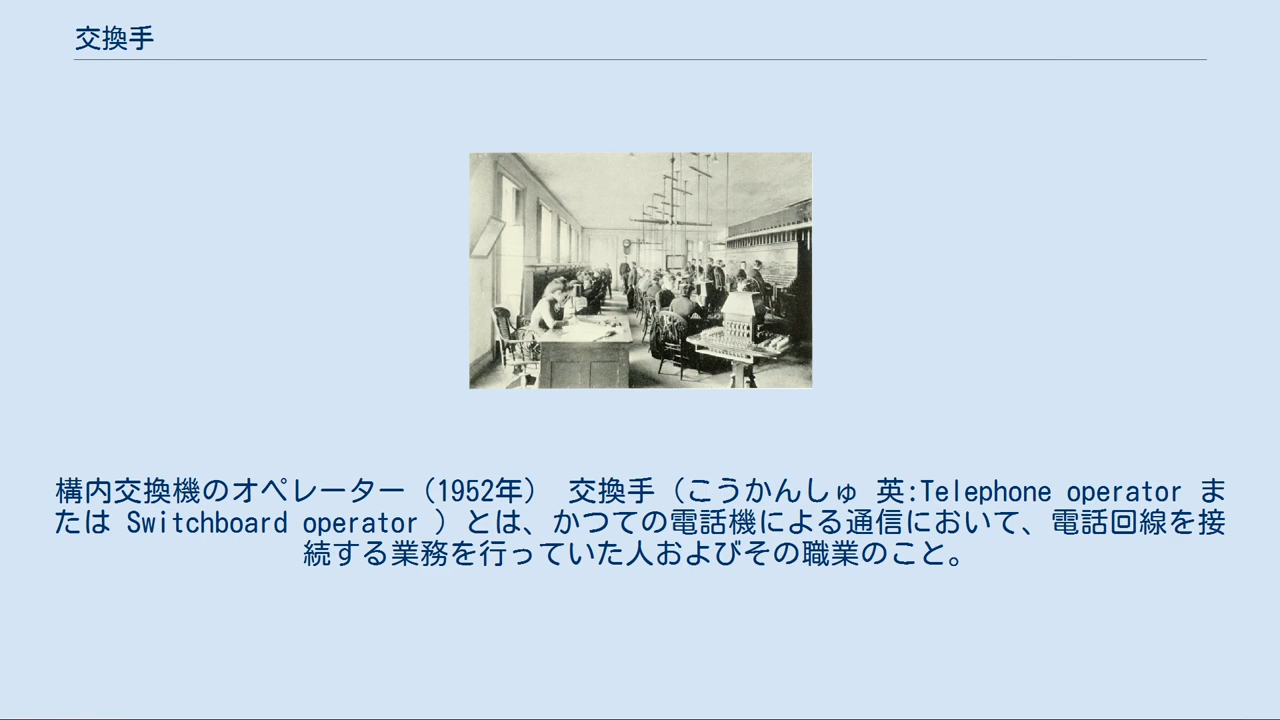 交換手
構内交換機のオペレーター（1952年） 交換手（こうかんしゅ 英:Telephone operator ま
たは Switchboard operator ）とは、かつての電話機による通信において、電話回線を接
続する業務を行っていた人およびその職業のこと。